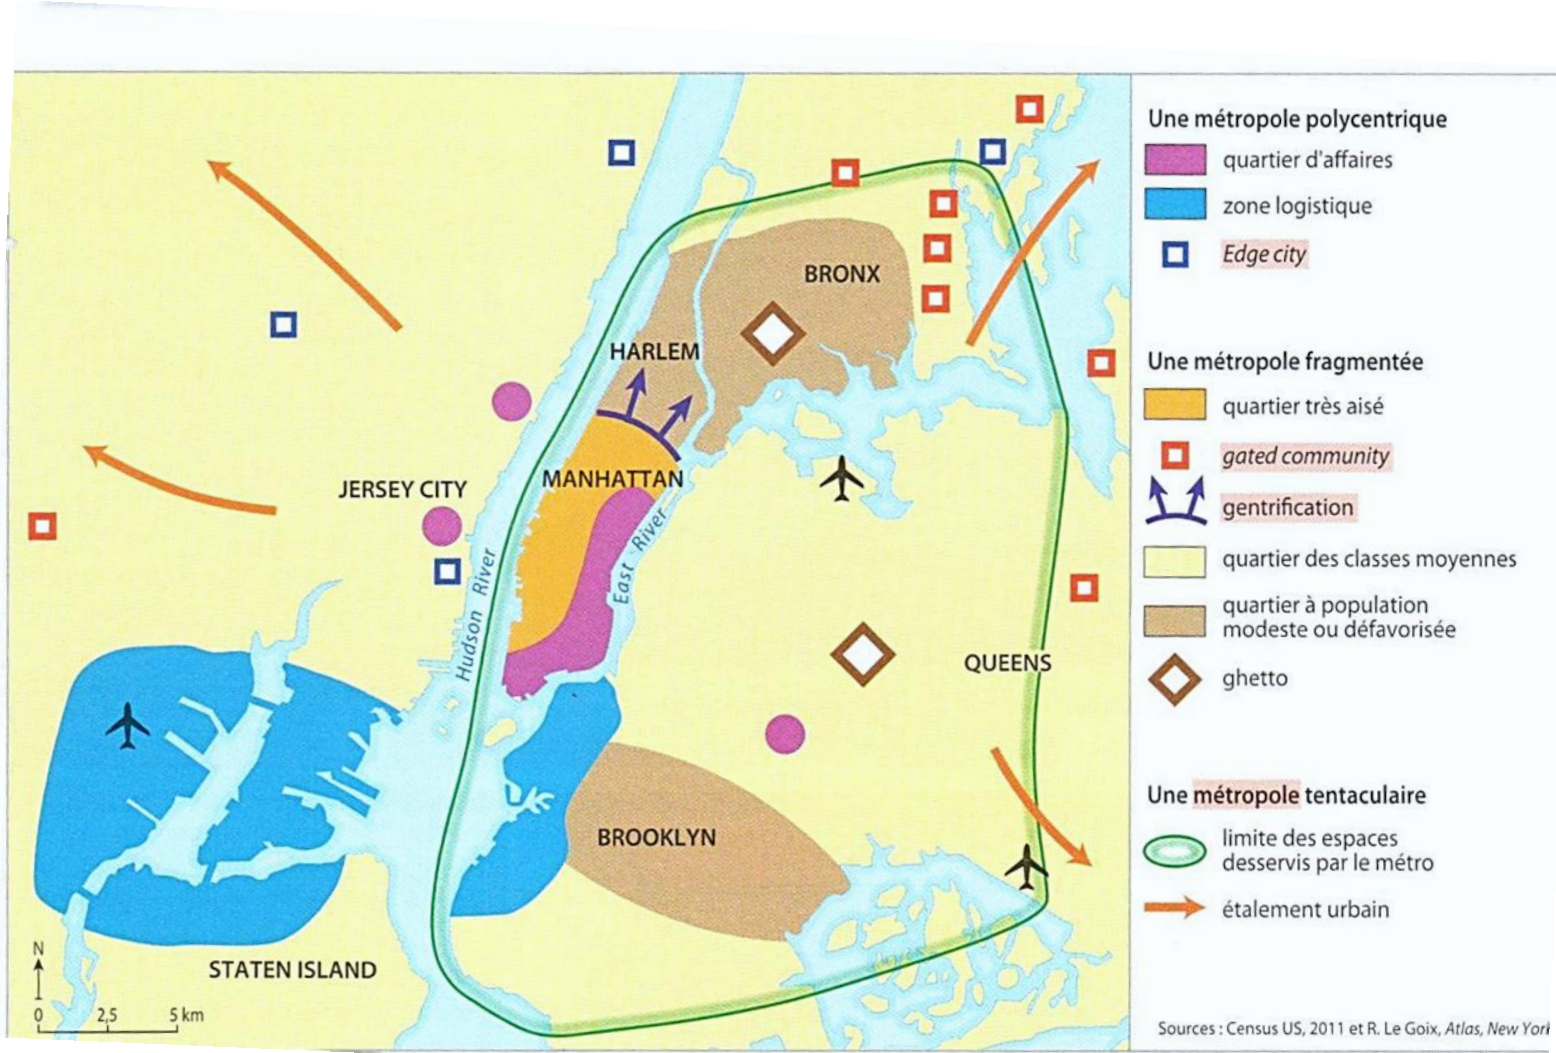 BRONX
HARLEM
MANHATTAN
JERSEY CITY
Hudson River
East River
QUEENS
BROOKLYN
STATEN ISLAND
N
0 2,5 5 km
Une métropole polycentrique
quartier d'affaires
zone logistique
Edge city
Une métropole fragmentée
quartier très aisé
gated community
gentrification
quartier des classes moyennes
quartier à population
modeste ou défavorisée
ghetto
Une métropole tentaculaire
limite des espaces
desservis par le métro
étalement urbain
Sources : Census US, 2011 et R. Le Goix, Atlas, New York